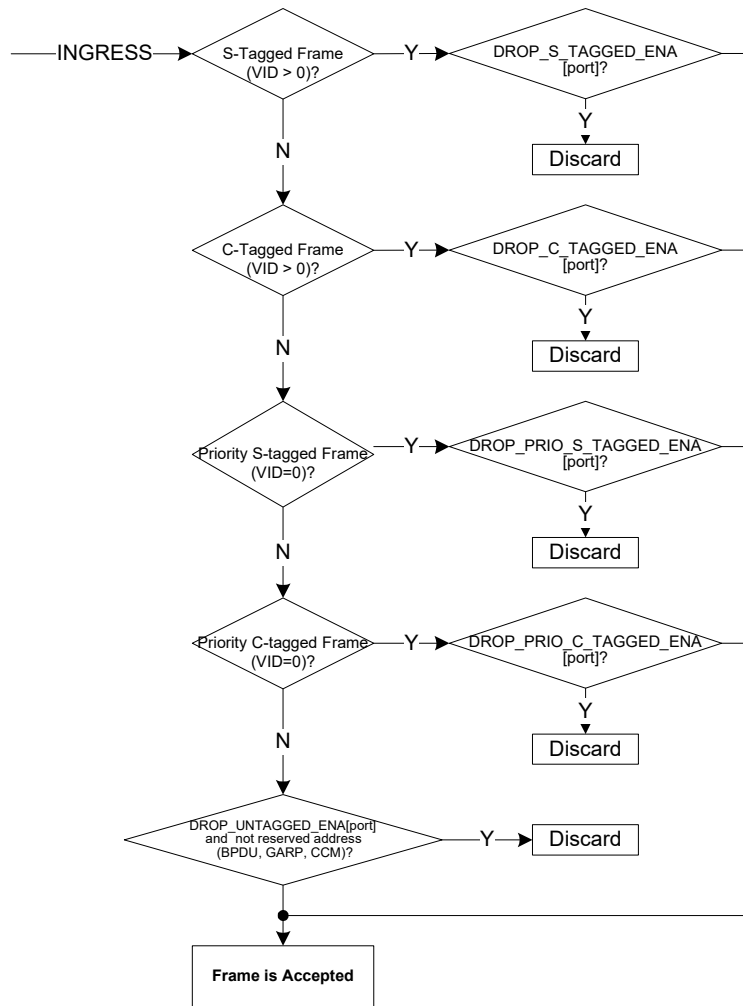 INGRESS
S-Tagged Frame
(VID > 0)?
Y
DROP_S_TAGGED_ENA
[port]?
Y
Discard
N
C-Tagged Frame
(VID > 0)?
Y
DROP_C_TAGGED_ENA
[port]?
Y
Discard
N
Priority S-tagged Frame
(VID=0)?
Y
DROP_PRIO_S_TAGGED_ENA
[port]?
Y
Discard
N
Priority C-tagged Frame
(VID=0)?
Y
DROP_PRIO_C_TAGGED_ENA
[port]?
Y
Discard
N
DROP_UNTAGGED_ENA[port]
and not reserved address
(BPDU, GARP, CCM)?
Y
Discard
Frame is Accepted